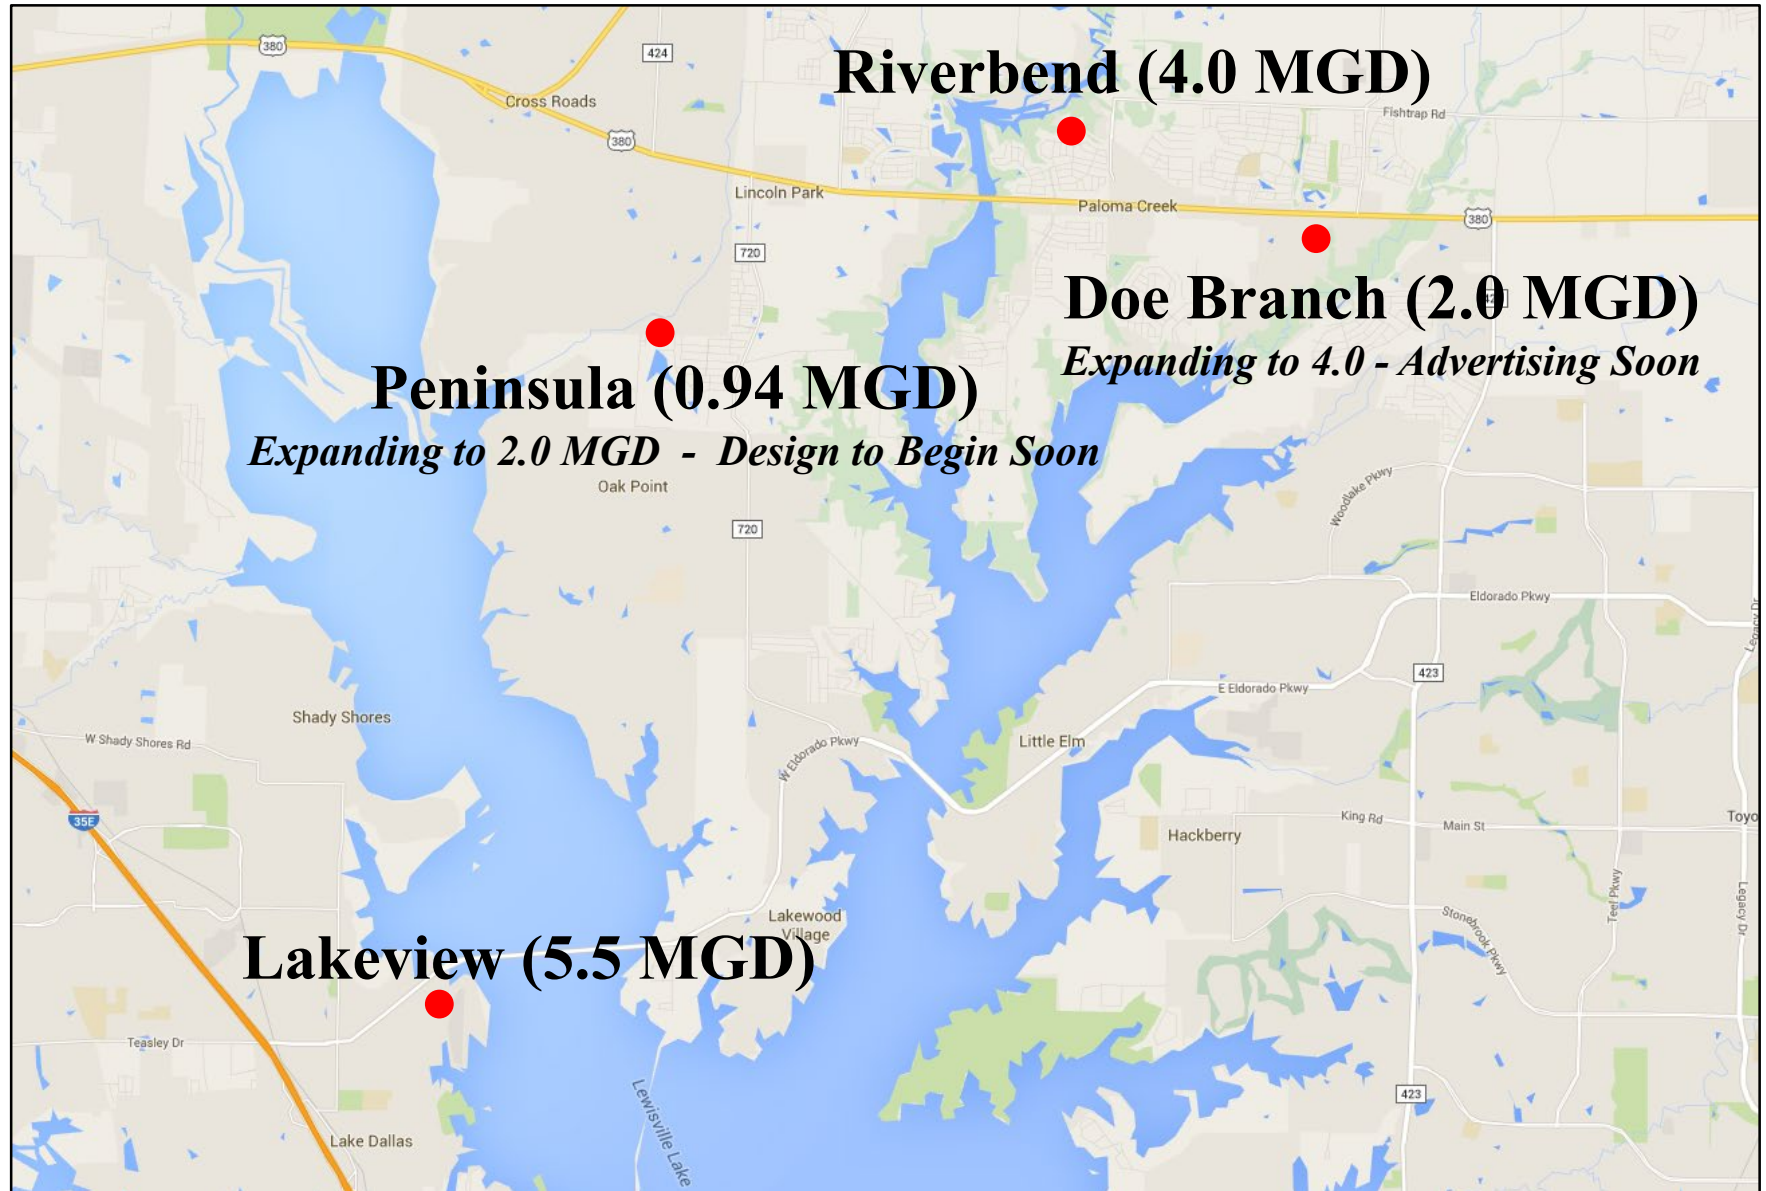 380
424
Riverbend (4.0 MGD)
Cross Roads
Fishtrap Rd
380
Lincoln Park
Paloma Creek
380
720
Doe Branch (2.0 MGD)
Expanding to 4.0 - Advertising Soon
Peninsula (0.94 MGD)
Expanding to 2.0 MGD - Design to Begin Soon
Oak Point
Woodlake Pkwy
720
Eldorado Pkwy
Legacy Dr
423
E Eldorado Pkwy
Shady Shores
W Shady Shores Rd
Little Elm
W Eldorado Pkwy
35E
King Rd
Main St
Toyo
Hackberry
Teel Pkwy
Legacy Dr
Lakewood
Village
Stonebrook Pkwy
Lakeview (5.5 MGD)
Teasley Dr
423
Lewisville Lake
Lake Dallas